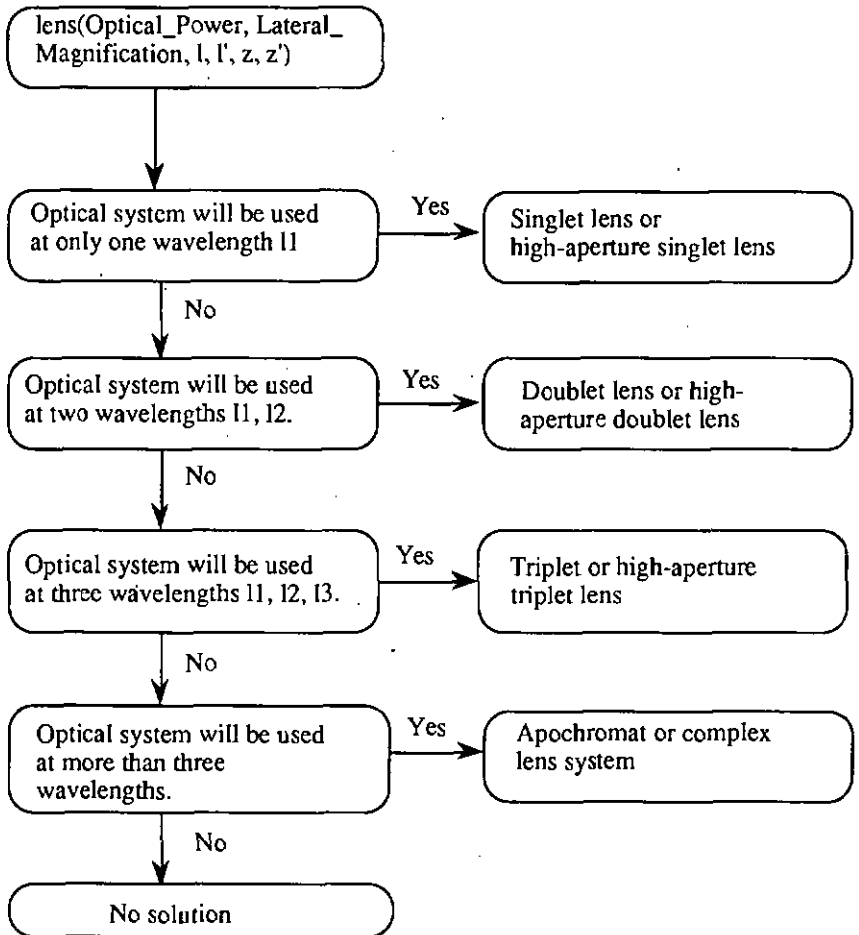 lens(Optical_Power, Lateral_
Magnification, l, l', z, z')
Optical system will be used
at only one wavelength l1
Yes
Singlet lens or
high-aperture singlet lens
No
Optical system will be used
at two wavelengths l1, l2.
Yes
Doublet lens or high-
aperture doublet lens
No
Optical system will be used
at three wavelengths l1, l2, l3.
Yes
Triplet or high-aperture
triplet lens
No
Optical system will be used
at more than three
wavelengths.
Yes
Apochromat or complex
lens system
No
No solution